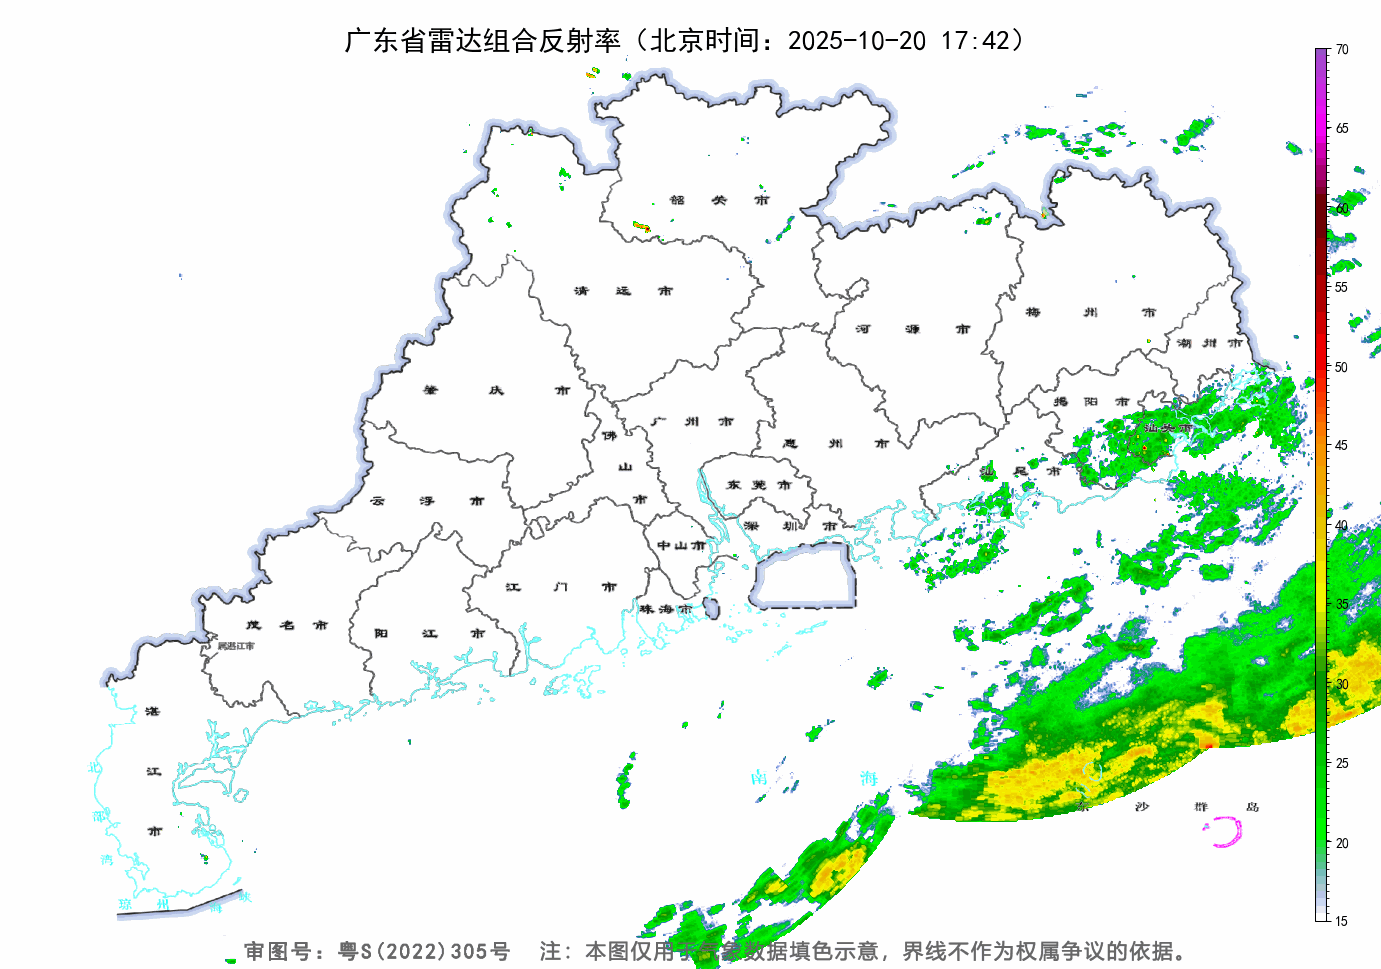 广东省雷达组合反射率（北京时间：2025-10-20 17:42）
70
65
60
55
50
45
40
35
30
25
20
15
韶关市
清远市
河源市
梅州市
潮州市
肇庆市
广州市
佛山市
惠州市
揭阳市
汕头市
汕尾市
东莞市
云浮市
深圳市
中山市
江门市
珠海市
茂名市
阳江市
属湛江市
湛江市
北部湾
南海
东沙群岛
琼州海峡
审图号：粤S(2022)305号 注：本图仅用于气象数据填色示意，界线不作为权属争议的依据。